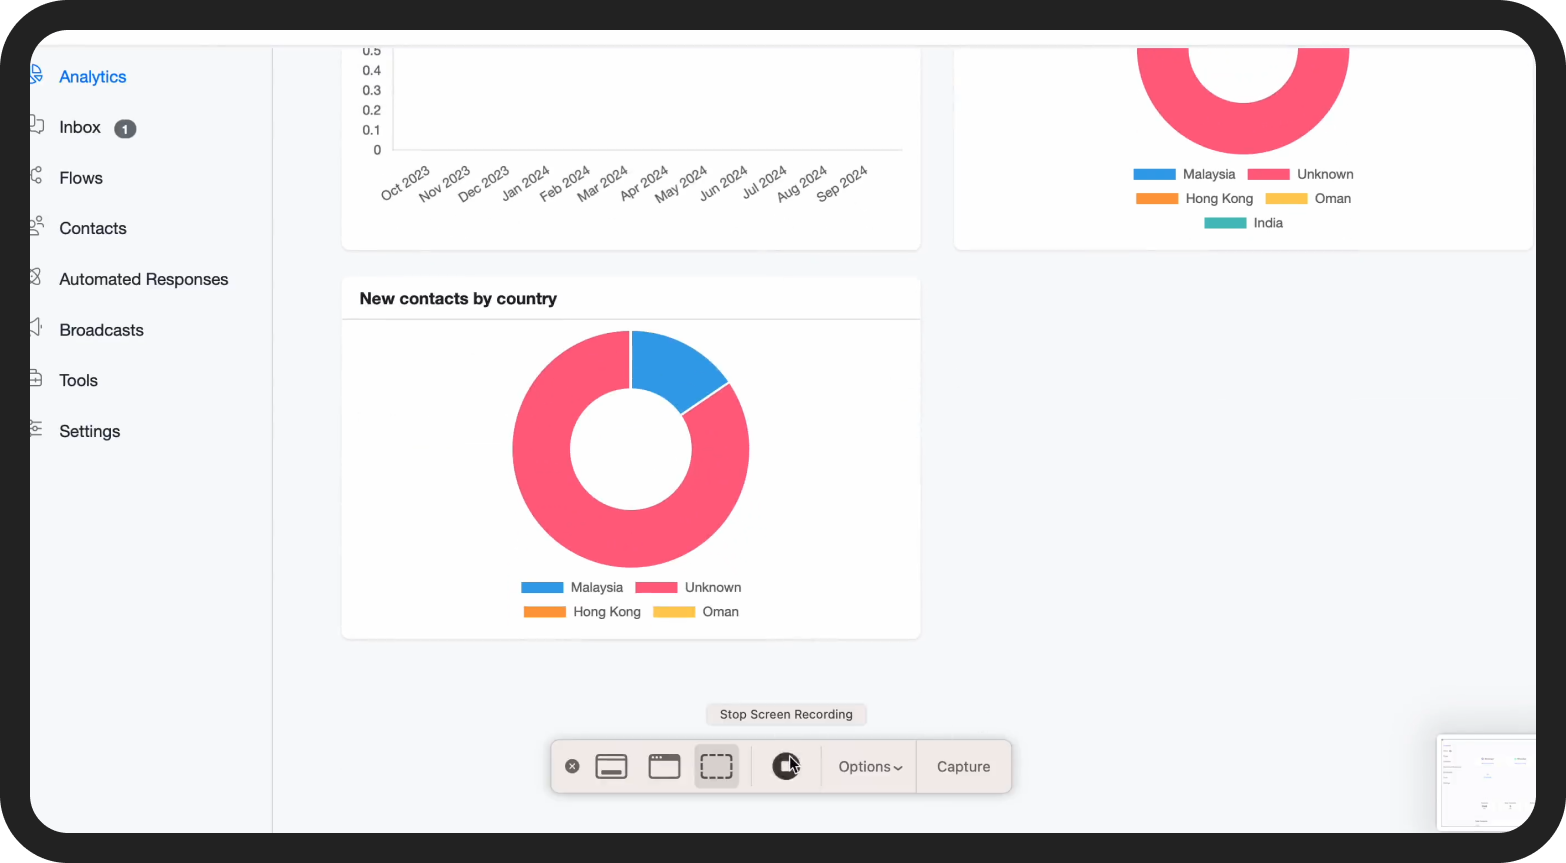 Analytics
Inbox 1
Flows
Contacts
Automated Responses
Broadcasts
Tools
Settings
0.5
0.4
0.3
0.2
0.1
0
Oct 2023
Nov 2023
Dec 2023
Jan 2024
Feb 2024
Mar 2024
Apr 2024
May 2024
Jun 2024
Jul 2024
Aug 2024
Sep 2024
Malaysia Unknown
Hong Kong Oman
India
New contacts by country
Malaysia Unknown
Hong Kong Oman
Stop Screen Recording
Options Capture